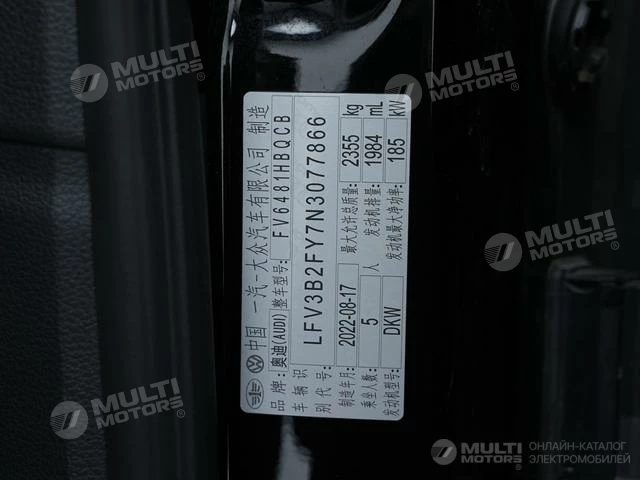 中国 一汽-大众汽车有限公司 制造
品牌: 奥迪(AUDI) 整车型号: FV6481HBQCB
车辆识别代号: LFV3B2FY7N3077866
制造年月: 2022-08-17 最大允许总质量: 2355 kg
乘坐人数: 5 人 发动机排量: 1984 mL
发动机型号: DKW 发动机最大净功率: 185 kW
MULTI MOTORS
MULTI MOTORS
MULTI MOTORS
MULTI MOTORS
MULTI MOTORS
ОНЛАЙН-КАТАЛОГ
ЭЛЕКТРОМОБИЛЕЙ